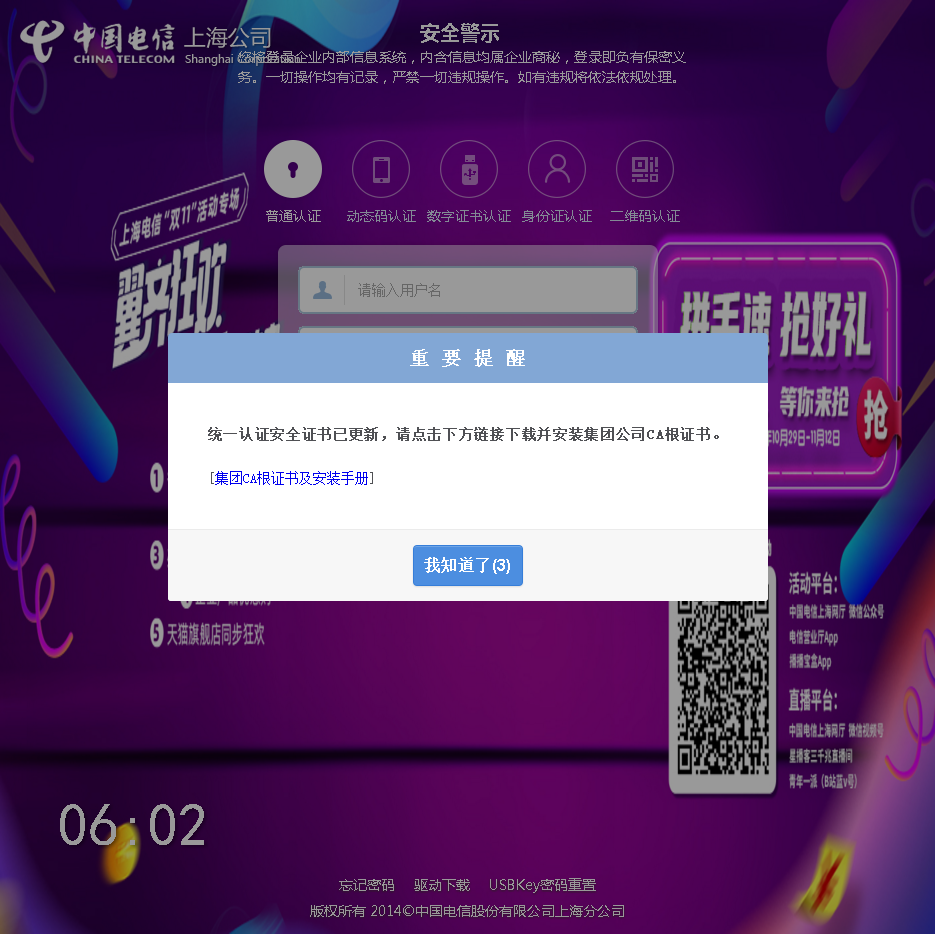 中国电信
CHINA TELECOM
上海公司
Shanghai
安全警示
您将登录企业内部信息系统，内含信息均属企业商秘，登录即负有保密义
务。一切操作均有记录，严禁一切违规操作。如有违规将依法依规处理。
普通认证
动态码认证
数字证书认证
身份证认证
二维码认证
上海电信“双11”活动专场
请输入用户名
拼手速 抢好礼
等你来抢
抢
10月29日-11月12日
重 要 提 醒
统一认证安全证书已更新，请点击下方链接下载并安装集团公司CA根证书。
[集团CA根证书及安装手册]
我知道了(3)
1
3
5 天猫旗舰店同步狂欢
活动平台：
中国电信上海网厅 微信公众号
电信营业厅App
播播宝盒App
直播平台：
中国电信上海网厅 微信视频号
星播客三千兆直播间
青年一派（B站蓝v号）
06:02
忘记密码
驱动下载
USBKey密码重置
版权所有 2014©中国电信股份有限公司上海分公司